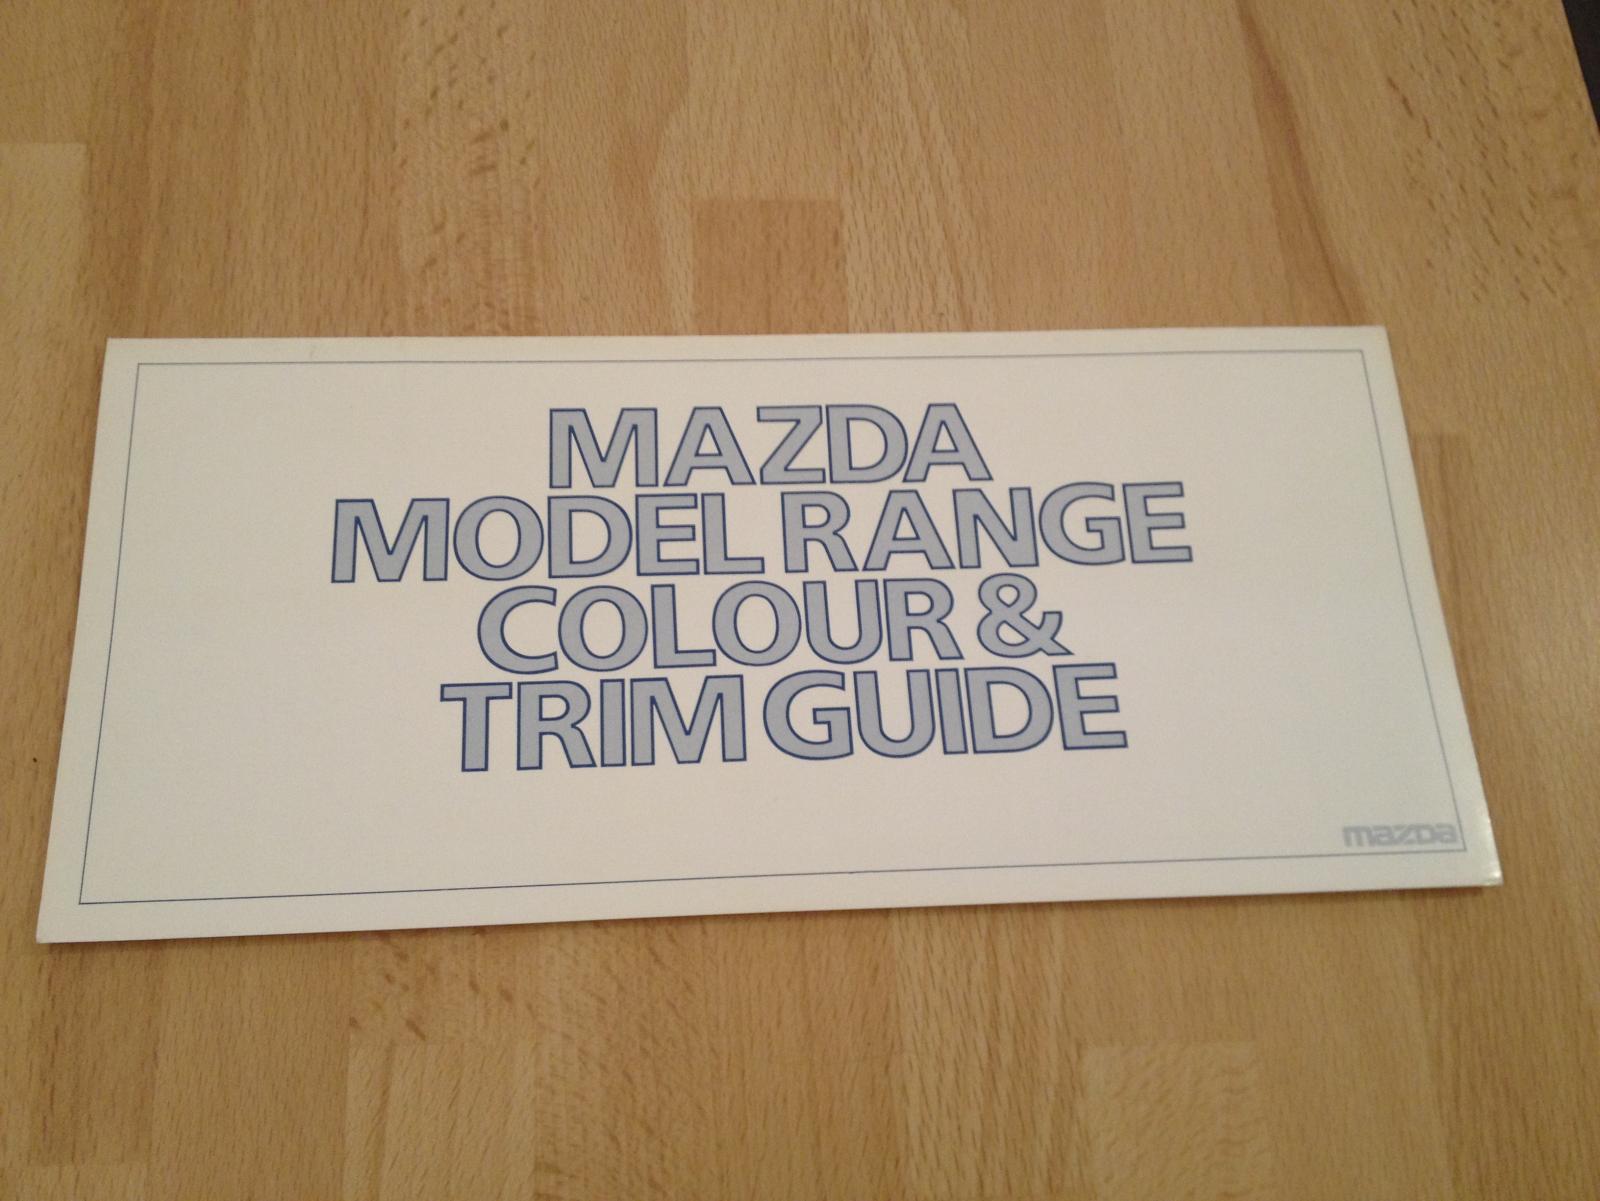 MAZDA
MODEL RANGE
COLOUR &
TRIM GUIDE
mazda